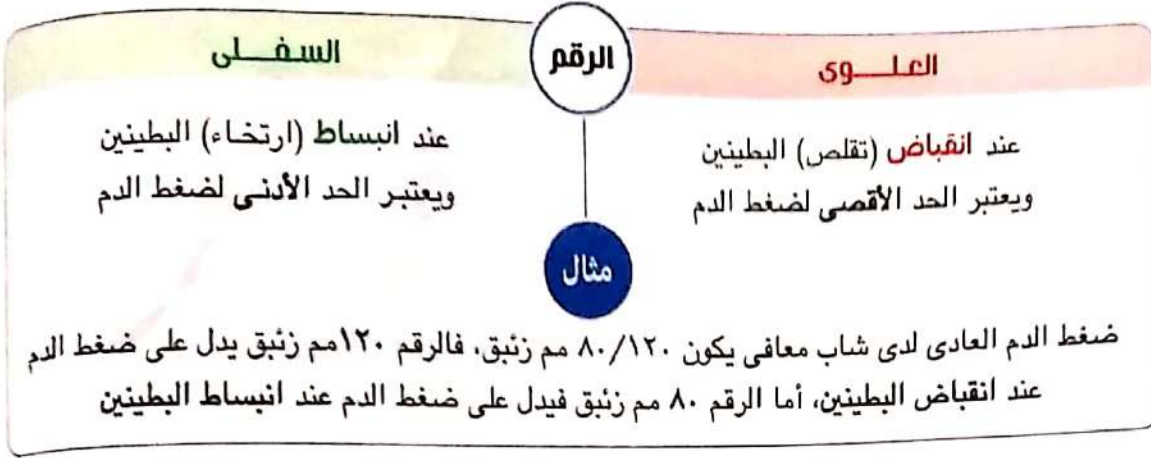 الرقم
العلـــوى
السفـــلى
عند انقباض (تقلص) البطينين
ويعتبر الحد الأقصى لضغط الدم
عند انبساط (ارتخاء) البطينين
ويعتبر الحد الأدنى لضغط الدم
مثال
ضغط الدم العادى لدى شاب معافى يكون ٨٠/١٢٠ مم زئبق، فالرقم ١٢٠مم زئبق يدل على ضغط الدم
عند انقباض البطينين، أما الرقم ٨٠ مم زئبق فيدل على ضغط الدم عند انبساط البطينين